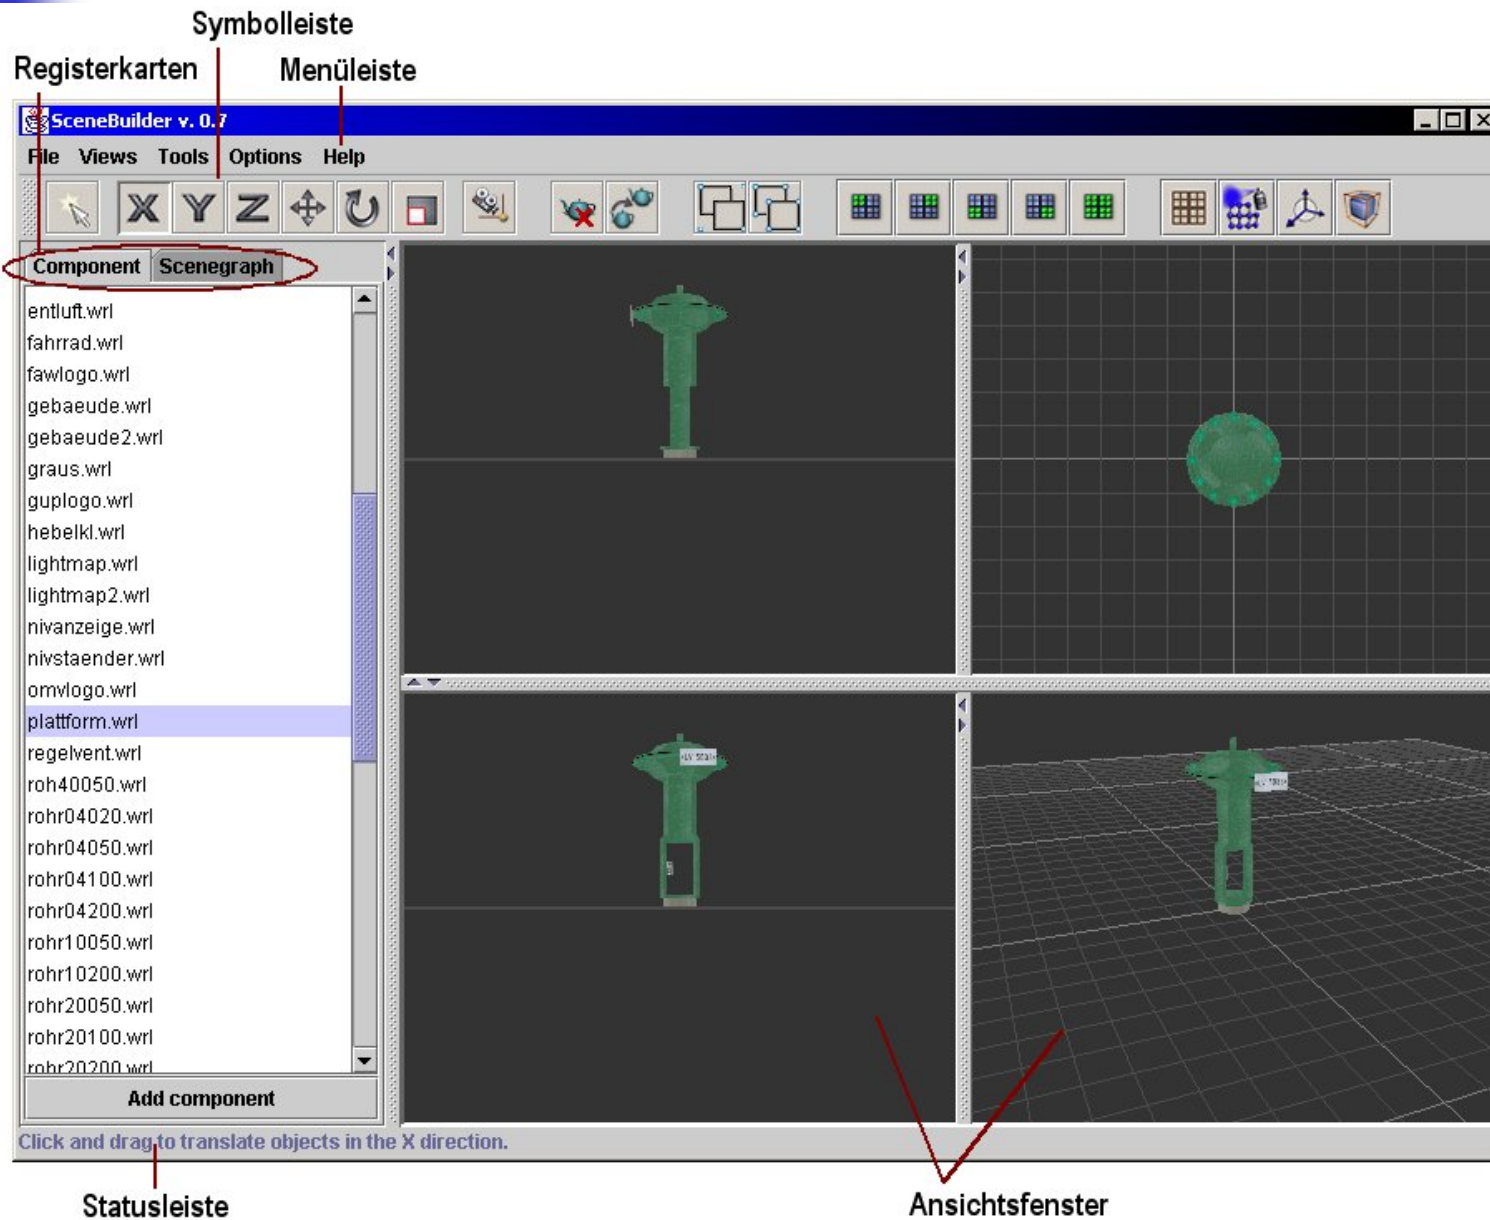 Symbolleiste
Registerkarten
Menüleiste
SceneBuilder v. 0.7
File Views Tools Options Help
X Y Z
Component Scenegraph
entluft.wrl
fahrrad.wrl
fawlogo.wrl
gebaeude.wrl
gebaeude2.wrl
graus.wrl
guplogo.wrl
hebelkl.wrl
lightmap.wrl
lightmap2.wrl
nivanzeige.wrl
nivstaender.wrl
omvlogo.wrl
plattform.wrl
regelvent.wrl
roh40050.wrl
rohr04020.wrl
rohr04050.wrl
rohr04100.wrl
rohr04200.wrl
rohr10050.wrl
rohr10200.wrl
rohr20050.wrl
rohr20100.wrl
rohr20200.wrl
Add component
Click and drag to translate objects in the X direction.
Statusleiste
Ansichtsfenster